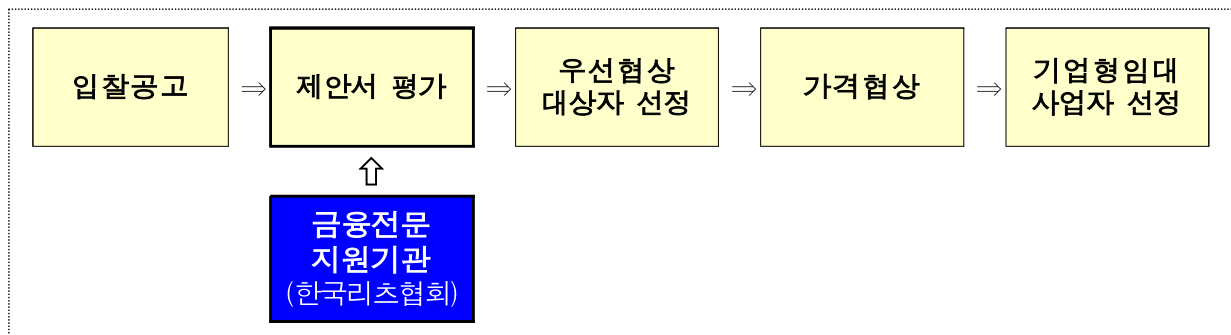 입찰공고
⇒
제안서 평가
⇒
우선협상
대상자 선정
⇒
가격협상
⇒
기업형임대
사업자 선정
⇧
금융전문
지원기관
(한국리츠협회)